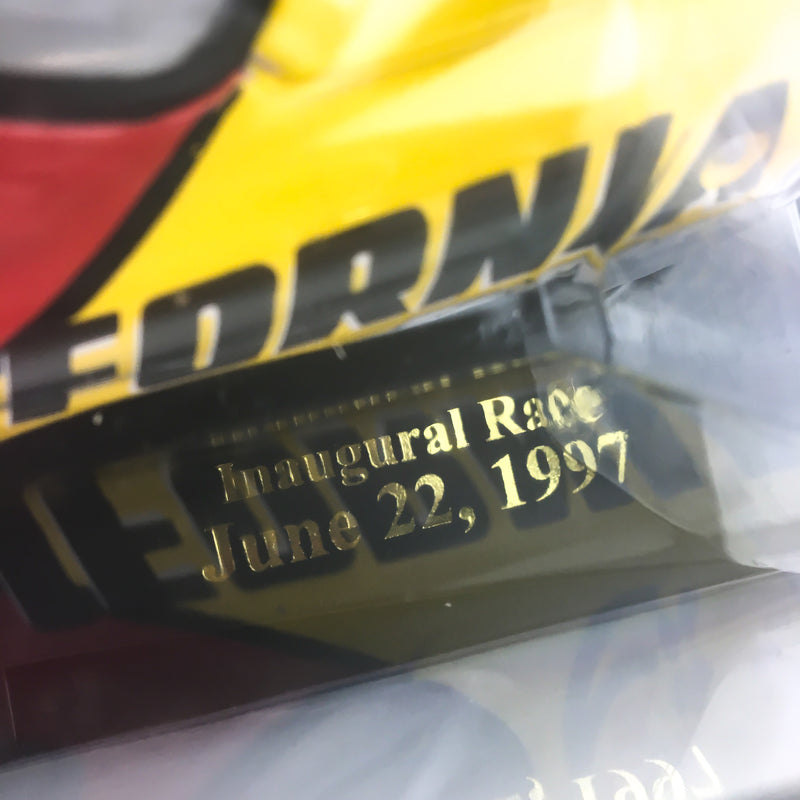 FORNIA
Inaugural Race
June 22, 1997